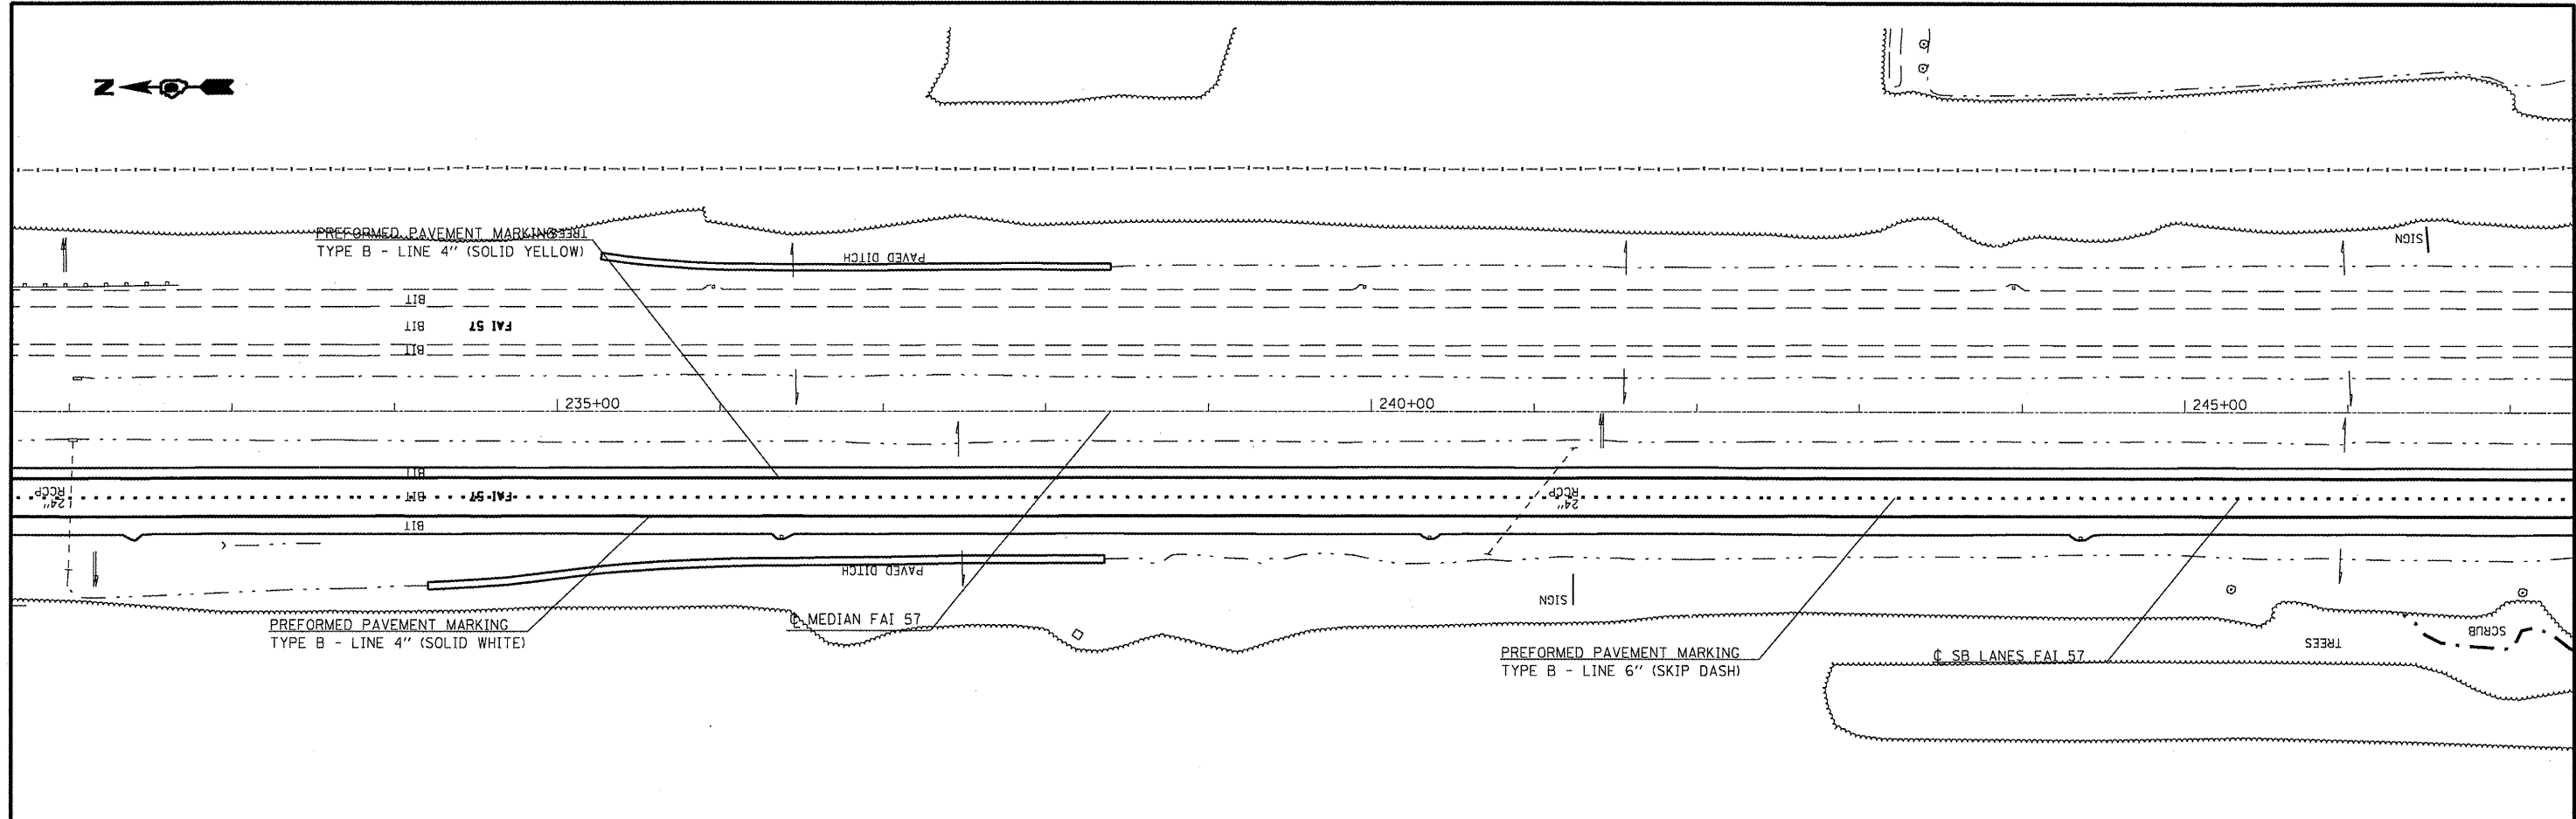 N
PREFORMED PAVEMENT MARKING
TREES
TYPE B - LINE 4" (SOLID YELLOW)
PAVED DITCH
SIGN
BIT
BIT FAI 57
BIT
235+00
240+00
245+00
BIT
24" RCCP
BIT FAI 57
24" RCCP
BIT
PAVED DITCH
SIGN
PREFORMED PAVEMENT MARKING
TYPE B - LINE 4" (SOLID WHITE)
℄ MEDIAN FAI 57
PREFORMED PAVEMENT MARKING
TYPE B - LINE 6" (SKIP DASH)
℄ SB LANES FAI 57
TREES
SCRUB